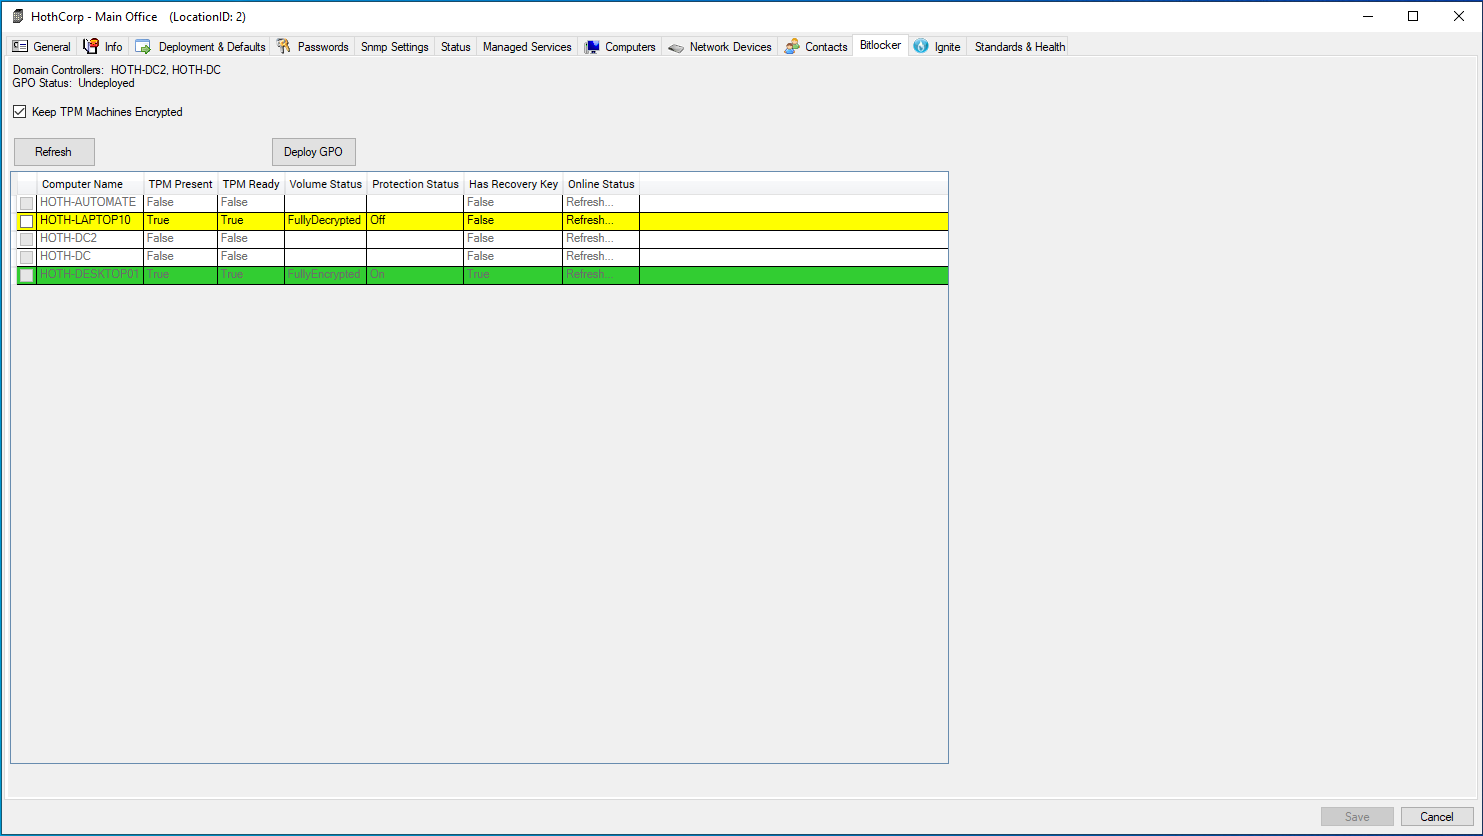 HothCorp - Main Office (LocationID: 2)
General Info Deployment & Defaults Passwords Snmp Settings Status Managed Services Computers Network Devices Contacts Bitlocker Ignite Standards & Health
Domain Controllers: HOTH-DC2, HOTH-DC
GPO Status: Undeployed
Keep TPM Machines Encrypted
Refresh Deploy GPO
Computer Name TPM Present TPM Ready Volume Status Protection Status Has Recovery Key Online Status
HOTH-AUTOMATE False False False Refresh...
HOTH-LAPTOP10 True True FullyDecrypted Off False Refresh...
HOTH-DC2 False False False Refresh...
HOTH-DC False False False Refresh...
HOTH-DESKTOP01 True True FullyEncrypted On True Refresh...
Save Cancel